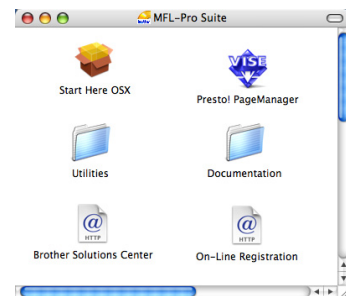 MFL-Pro Suite
VISE
Start Here OSX
Presto! PageManager
Utilities
Documentation
@
HTTP
@
HTTP
Brother Solutions Center
On-Line Registration